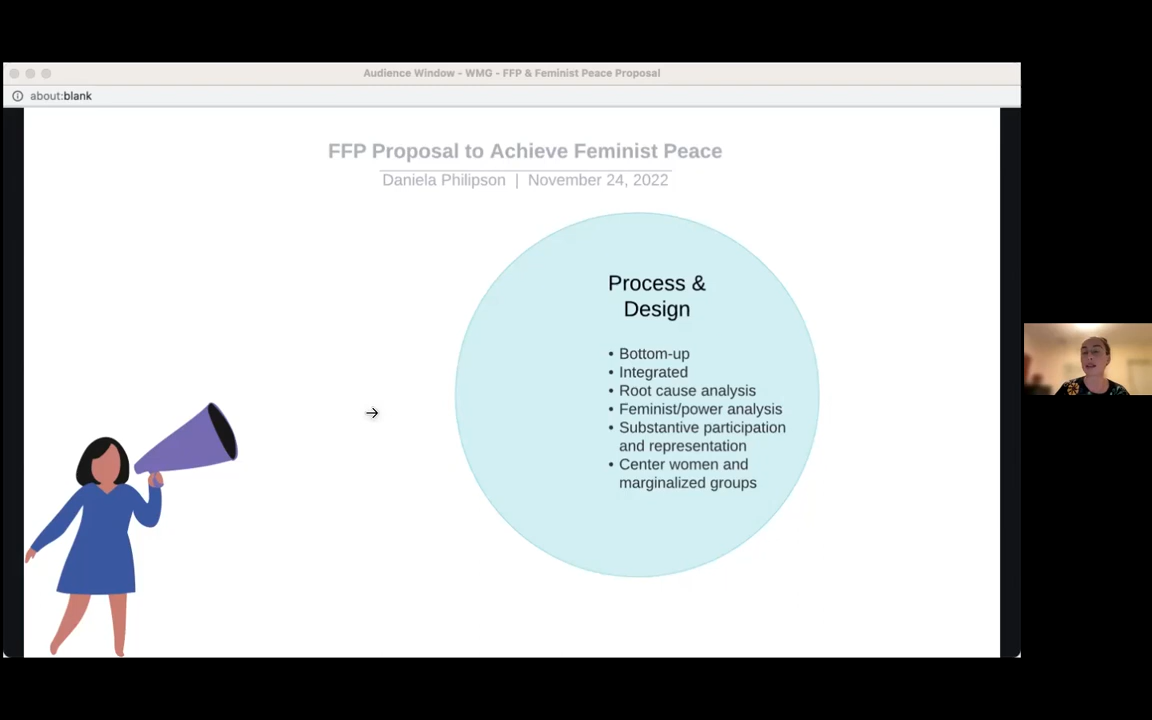 Audience Window - WMG - FFP & Feminist Peace Proposal
about:blank
FFP Proposal to Achieve Feminist Peace
Daniela Philipson | November 24, 2022
Process &
Design
• Bottom-up
• Integrated
• Root cause analysis
• Feminist/power analysis
• Substantive participation
and representation
• Center women and
marginalized groups